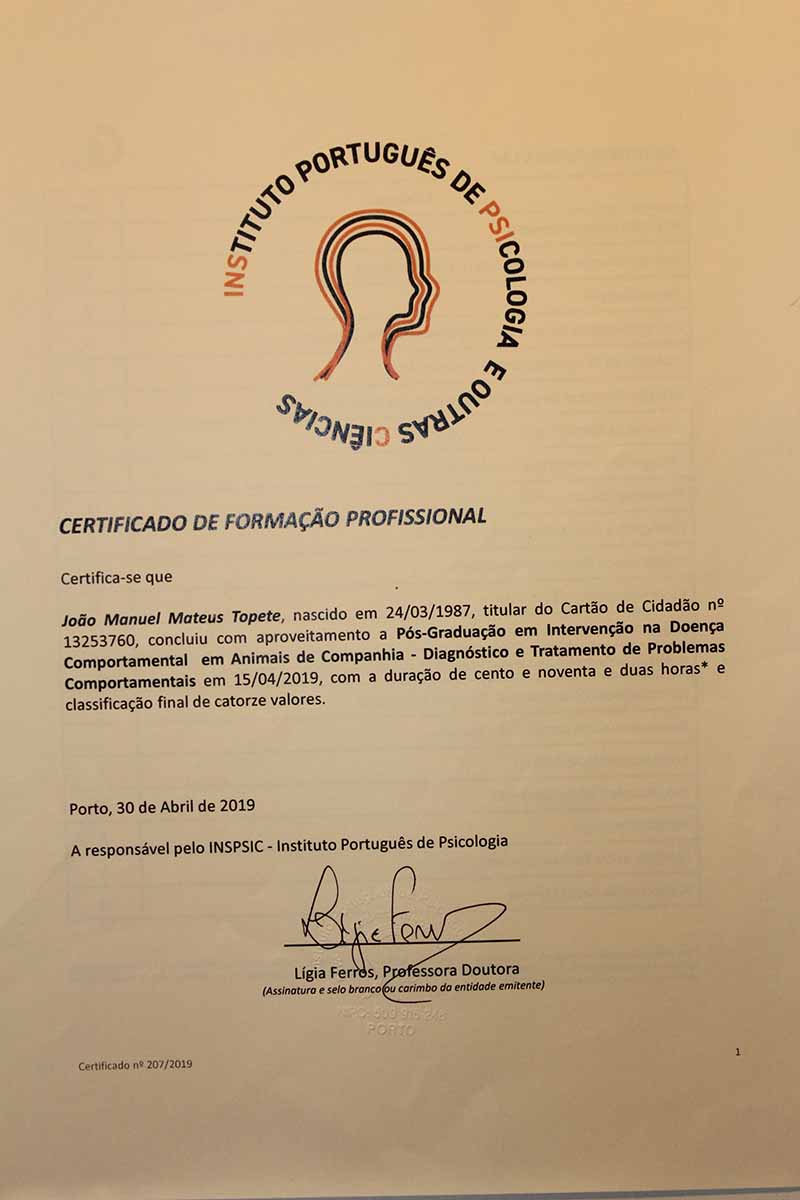 INSTITUTO PORTUGUÊS DE PSICOLOGIA E OUTRAS CIÊNCIAS
CERTIFICADO DE FORMAÇÃO PROFISSIONAL
Certifica-se que
João Manuel Mateus Topete, nascido em 24/03/1987, titular do Cartão de Cidadão nº
13253760, concluiu com aproveitamento a Pós-Graduação em Intervenção na Doença
Comportamental em Animais de Companhia - Diagnóstico e Tratamento de Problemas
Comportamentais em 15/04/2019, com a duração de cento e noventa e duas horas* e
classificação final de catorze valores.
Porto, 30 de Abril de 2019
A responsável pelo INSPSIC - Instituto Português de Psicologia
Lígia Ferros, Professora Doutora
(Assinatura e selo branco ou carimbo da entidade emitente)
PORTO
Certificado nº 207/2019
1